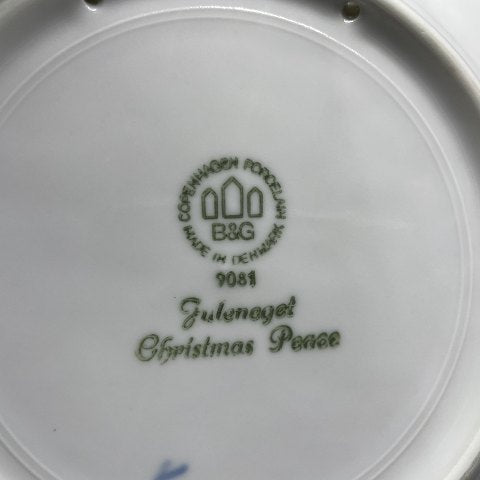 COPENHAGEN PORCELAIN
B&G
MADE IN DENMARK
9081
Juleneget
Christmas Peace